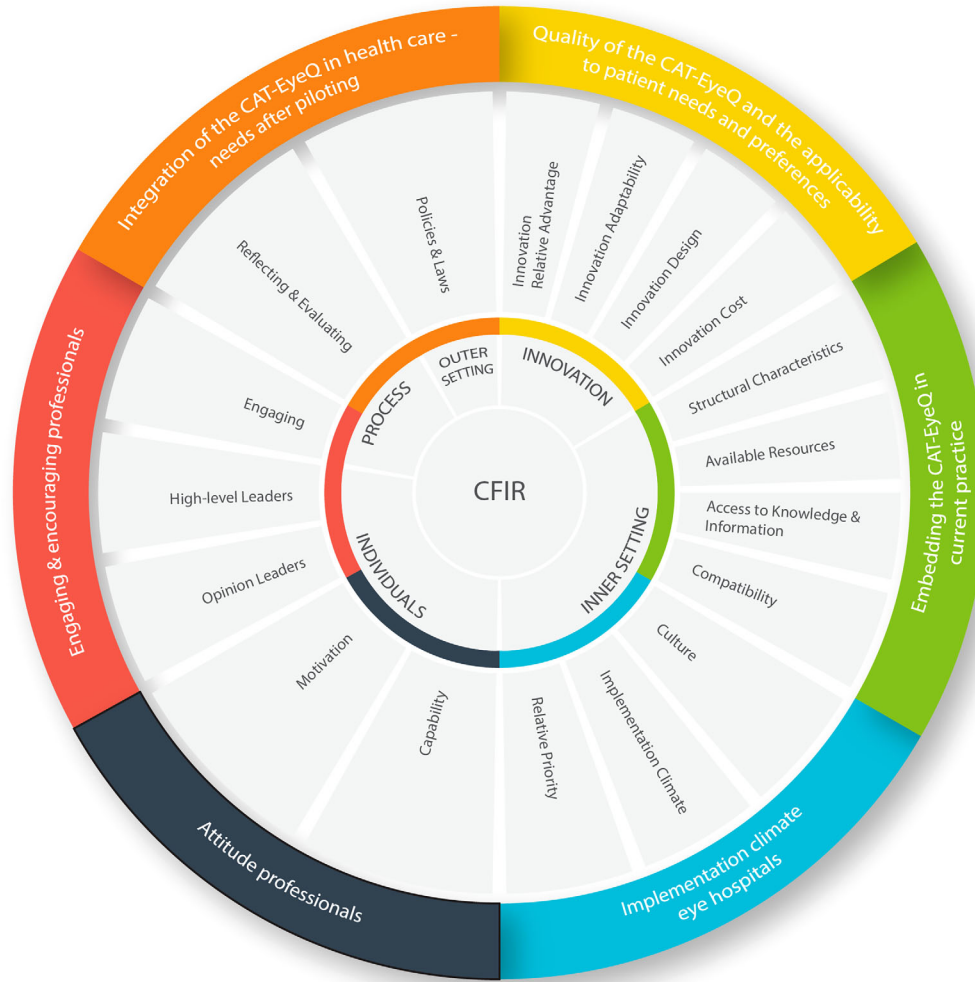 Integration of the CAT-EyeQ in health care -
needs after piloting
Quality of the CAT-EyeQ and the applicability
to patient needs and preferences
Embedding the CAT-EyeQ in
current practice
Implementation climate
eye hospitals
Attitude professionals
Engaging & encouraging professionals
Policies & Laws
Innovation
Relative Advantage
Innovation Adaptability
Innovation Design
Innovation Cost
Structural Characteristics
Available Resources
Access to Knowledge &
Information
Compatibility
Culture
Implementation Climate
Relative Priority
Capability
Motivation
Opinion Leaders
High-level Leaders
Engaging
Reflecting & Evaluating
OUTER
SETTING
INNOVATION
INNER SETTING
INDIVIDUALS
PROCESS
CFIR